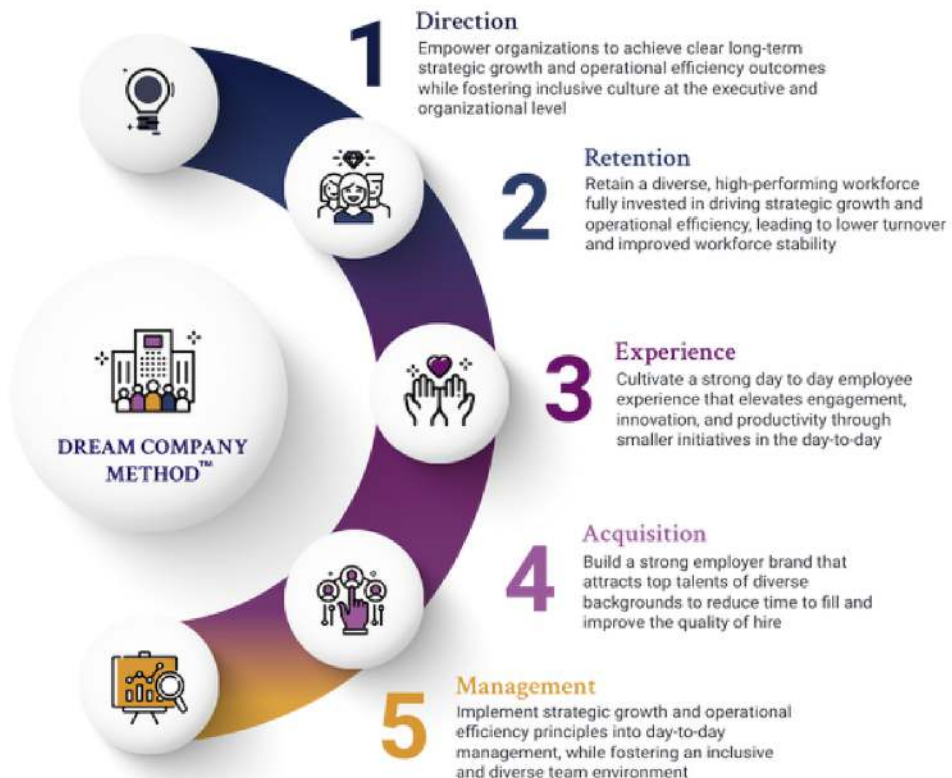 1
Direction
Empower organizations to achieve clear long-term
strategic growth and operational efficiency outcomes
while fostering inclusive culture at the executive and
organizational level
2
Retention
Retain a diverse, high-performing workforce
fully invested in driving strategic growth and
operational efficiency, leading to lower turnover
and improved workforce stability
DREAM COMPANY
METHOD™
3
Experience
Cultivate a strong day to day employee
experience that elevates engagement,
innovation, and productivity through
smaller initiatives in the day-to-day
4
Acquisition
Build a strong employer brand that
attracts top talents of diverse
backgrounds to reduce time to fill and
improve the quality of hire
5
Management
Implement strategic growth and operational
efficiency principles into day-to-day
management, while fostering an inclusive
and diverse team environment